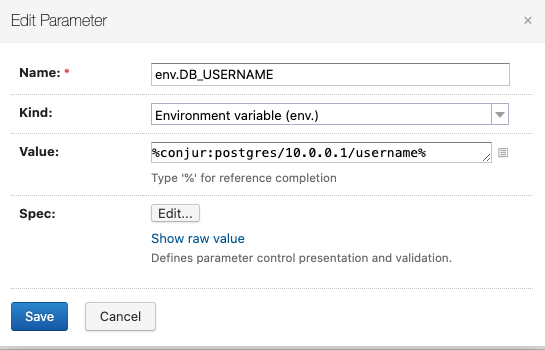 Edit Parameter ×
Name: * env.DB_USERNAME
Kind: Environment variable (env.)
Value: %conjur:postgres/10.0.0.1/username%
Type '%' for reference completion
Spec: Edit...
Show raw value
Defines parameter control presentation and validation.
Save Cancel